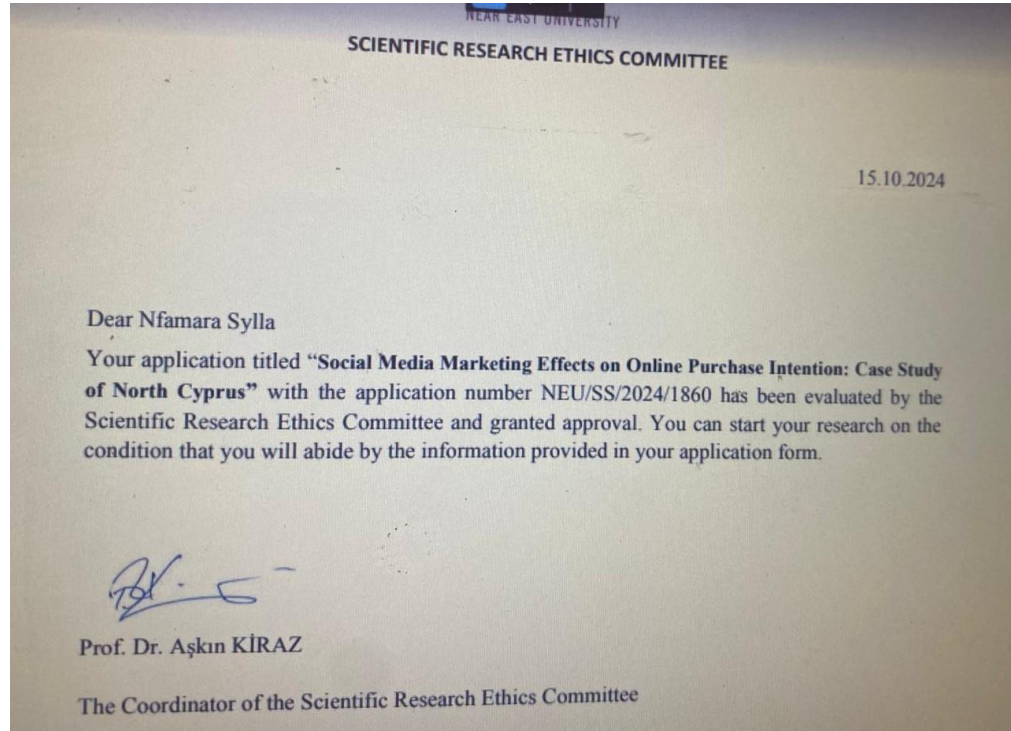 NEAR EAST UNIVERSITY
SCIENTIFIC RESEARCH ETHICS COMMITTEE
15.10.2024
Dear Nfamara Sylla
Your application titled “Social Media Marketing Effects on Online Purchase Intention: Case Study
of North Cyprus” with the application number NEU/SS/2024/1860 has been evaluated by the
Scientific Research Ethics Committee and granted approval. You can start your research on the
condition that you will abide by the information provided in your application form.
Prof. Dr. Aşkın KİRAZ
The Coordinator of the Scientific Research Ethics Committee